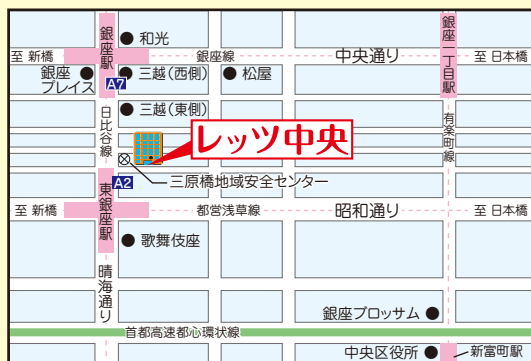 和光
銀座駅
至 新橋
銀座線
中央通り
銀座一丁目駅
至 日本橋
銀座
プレイス
A7
三越（西側）
松屋
三越（東側）
日比谷線
有楽町線
レッツ中央
A2
三原橋地域安全センター
至 新橋
東銀座駅
都営浅草線
昭和通り
至 日本橋
歌舞伎座
晴海通り
銀座ブロッサム
首都高速都心環状線
中央区役所
新富町駅